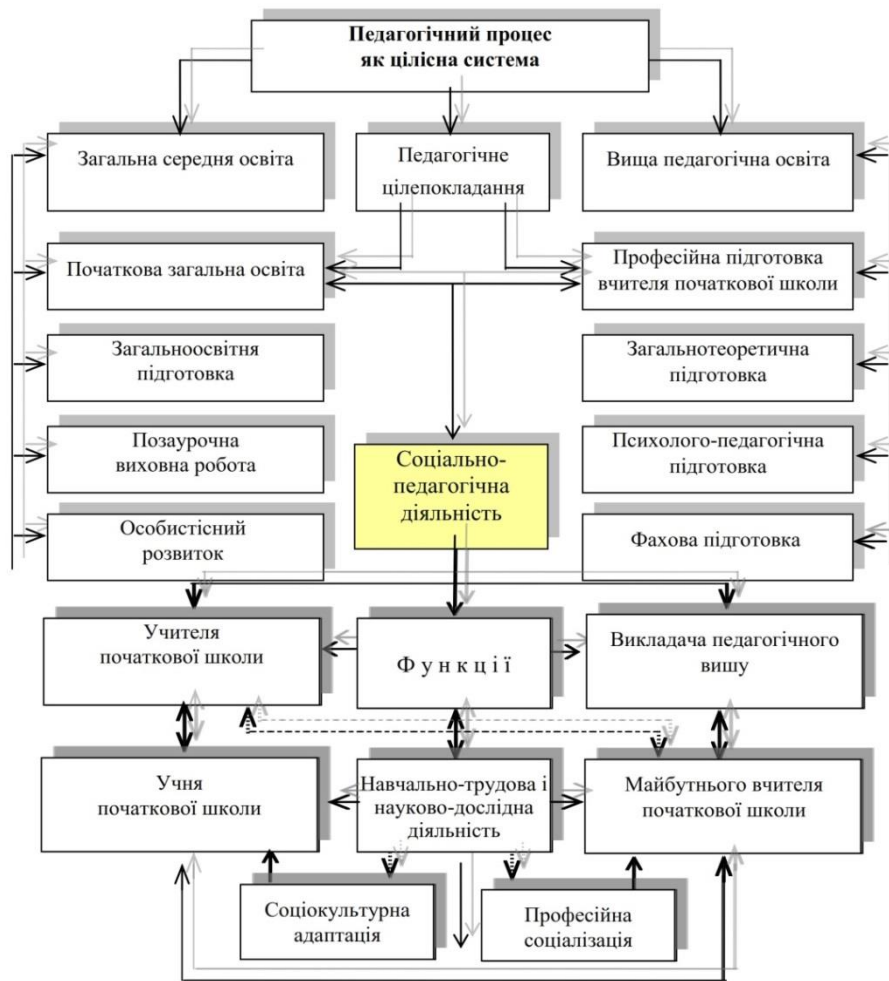 Педагогічний процес
як цілісна система
Загальна середня освіта
Педагогічне
цілепокладання
Вища педагогічна освіта
Початкова загальна освіта
Професійна підготовка
вчителя початкової школи
Загальноосвітня
підготовка
Загальнотеоретична
підготовка
Позаурочна
виховна робота
Соціально-
педагогічна
діяльність
Психолого-педагогічна
підготовка
Особистісний
розвиток
Фахова підготовка
Учителя
початкової школи
Ф у н к ц і ї
Викладача педагогічного
вишу
Учня
початкової школи
Навчально-трудова і
науково-дослідна
діяльність
Майбутнього вчителя
початкової школи
Соціокультурна
адаптація
Професійна
соціалізація